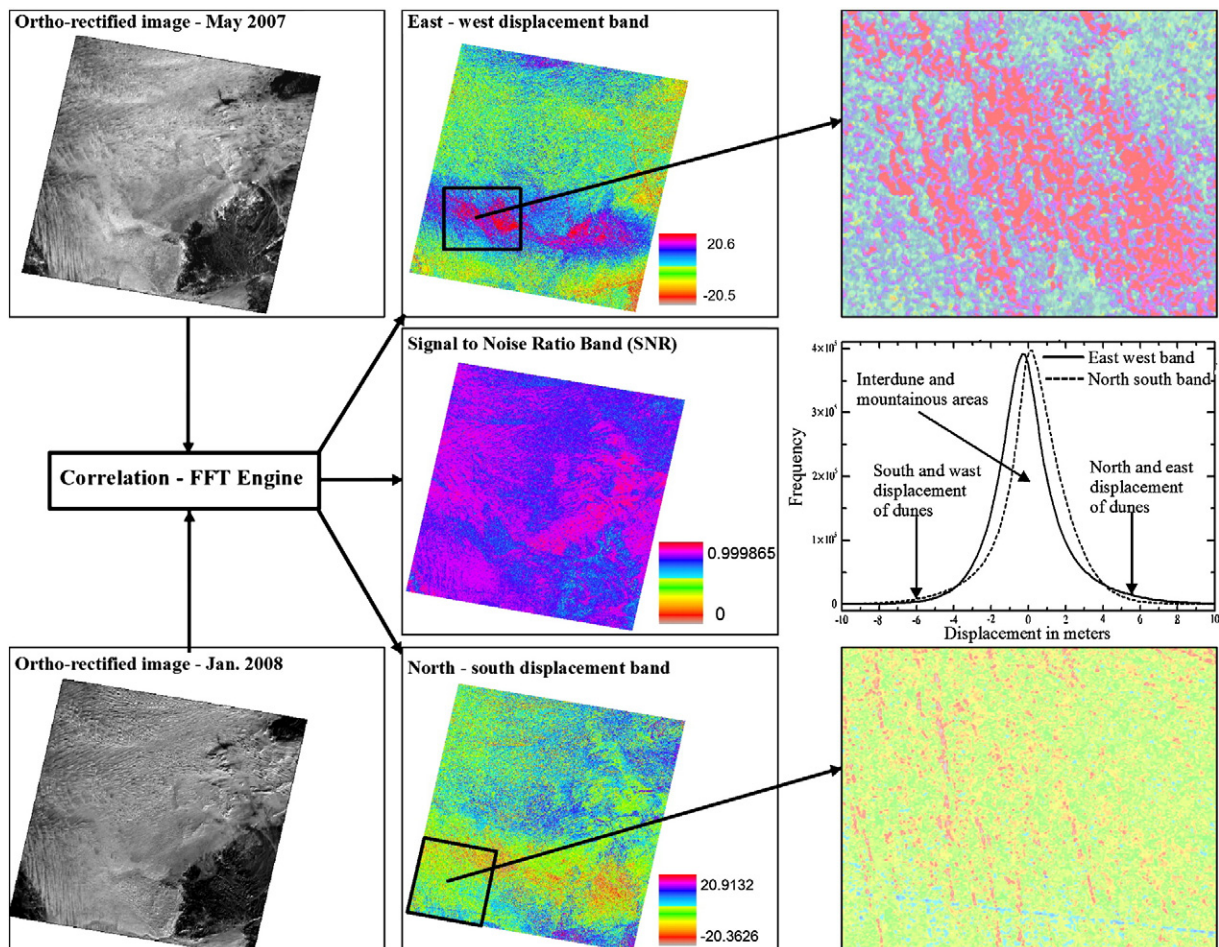 Ortho-rectified image - May 2007
East - west displacement band
20.6
-20.5
Signal to Noise Ratio Band (SNR)
0.999865
0
Correlation - FFT Engine
4×10⁵
3×10⁵
2×10⁵
1×10⁵
0
Frequency
East west band
North south band
Interdune and
mountainous areas
South and wast
displacement
of dunes
North and east
displacement
of dunes
-10 -8 -6 -4 -2 0 2 4 6 8 10
Displacement in meters
Ortho-rectified image - Jan. 2008
North - south displacement band
20.9132
-20.3626